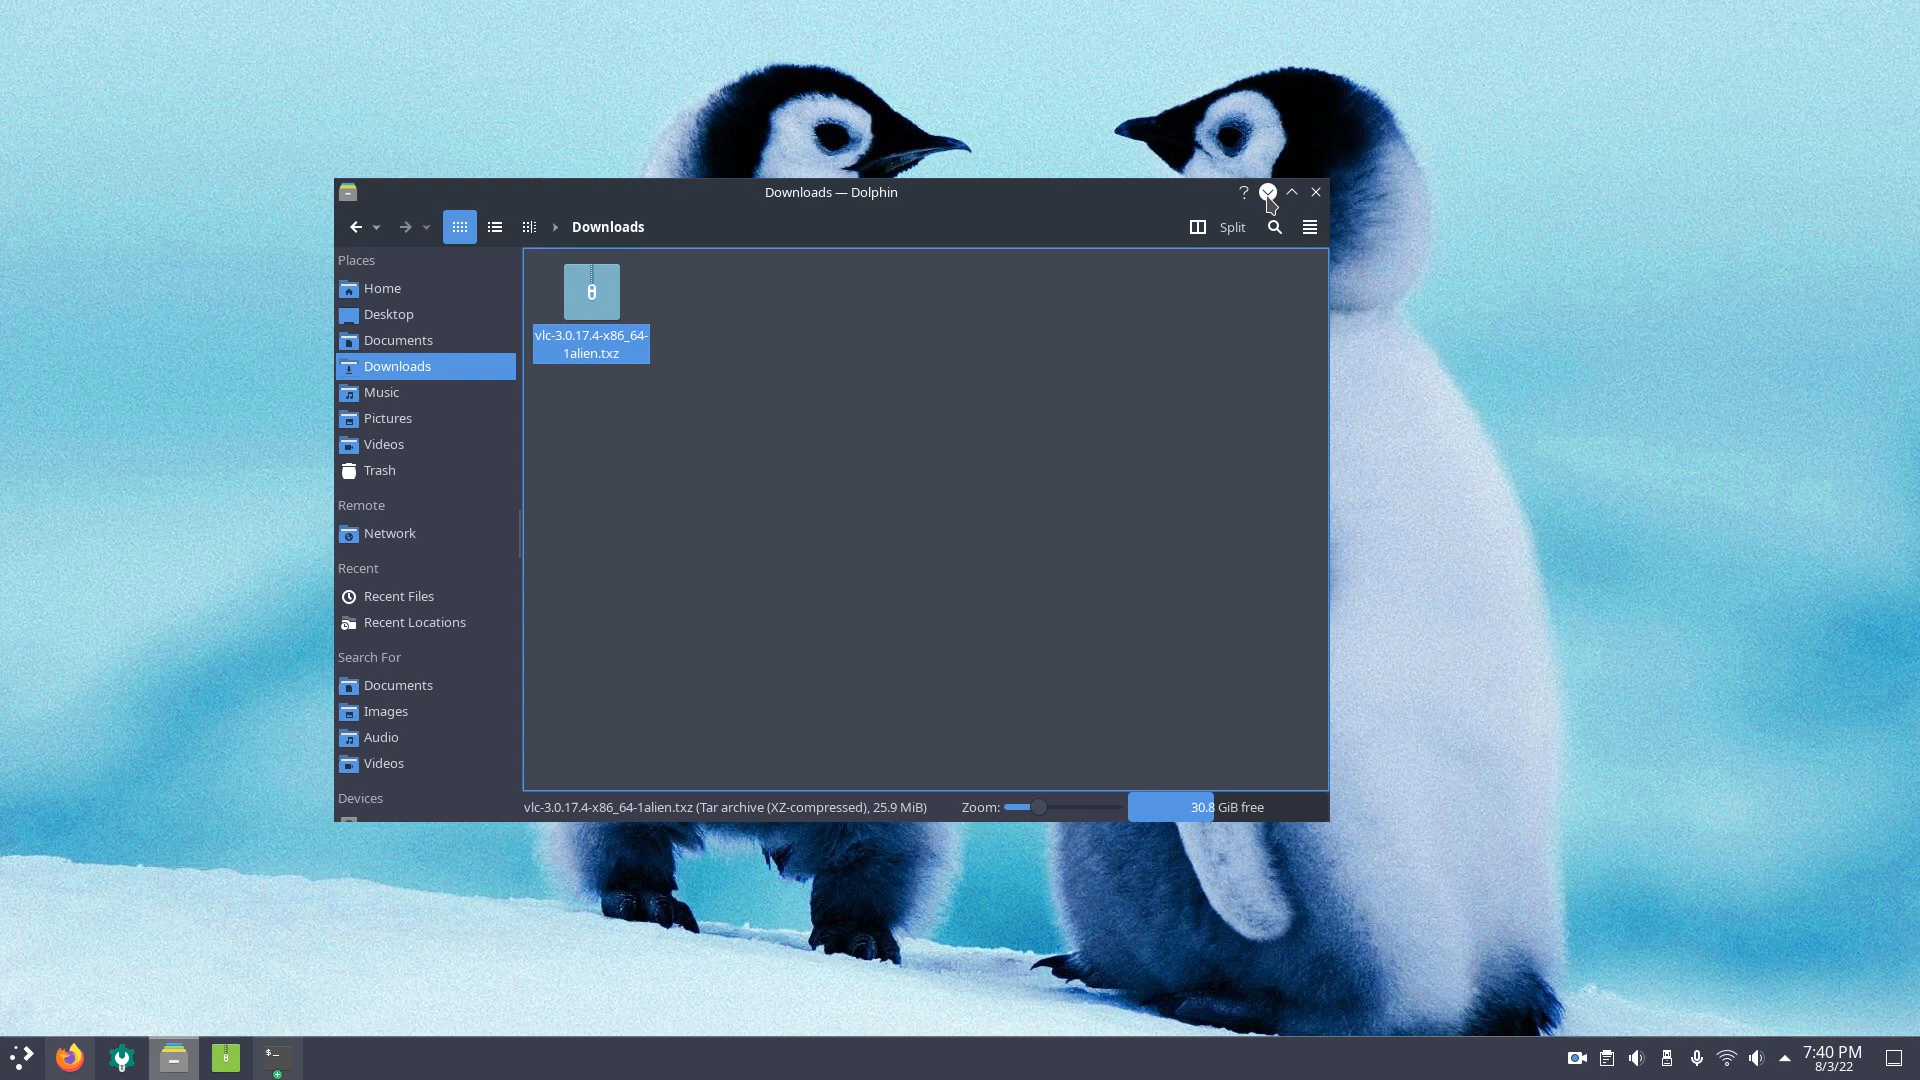 Downloads — Dolphin
Downloads
Split
Places
Home
Desktop
Documents
Downloads
Music
Pictures
Videos
Trash
Remote
Network
Recent
Recent Files
Recent Locations
Search For
Documents
Images
Audio
Videos
Devices
vlc-3.0.17.4-x86_64-
1alien.txz
vlc-3.0.17.4-x86_64-1alien.txz (Tar archive (XZ-compressed), 25.9 MiB)
Zoom:
30.8 GiB free
$_
7:40 PM
8/3/22